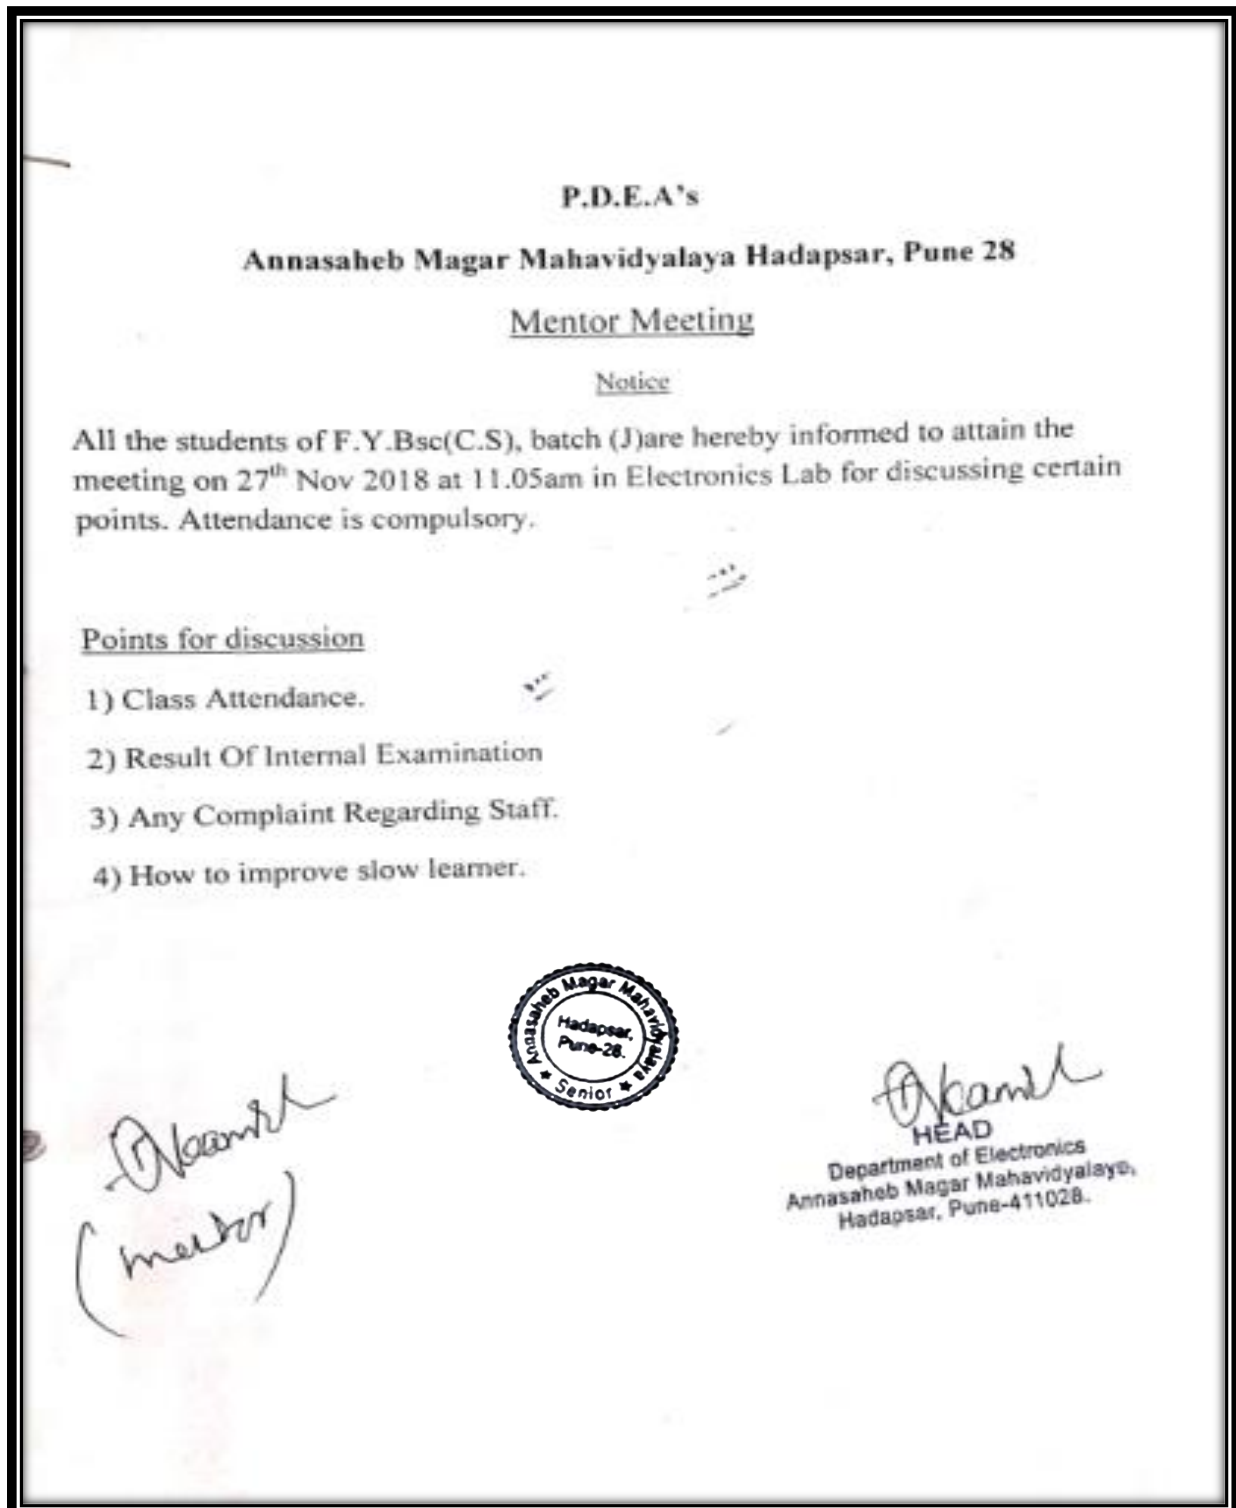 P.D.E.A's
Annasaheb Magar Mahavidyalaya Hadapsar, Pune 28
Mentor Meeting
Notice
All the students of F.Y.Bsc(C.S), batch (J)are hereby informed to attain the
meeting on 27th Nov 2018 at 11.05am in Electronics Lab for discussing certain
points. Attendance is compulsory.
Points for discussion
1) Class Attendance.
2) Result Of Internal Examination
3) Any Complaint Regarding Staff.
4) How to improve slow learner.
Annasaheb Magar Mahavidyalaya
Hadapsar,
Pune-28.
★ Senior ★
(mentor)
HEAD
Department of Electronics
Annasaheb Magar Mahavidyalaya,
Hadapsar, Pune-411028.